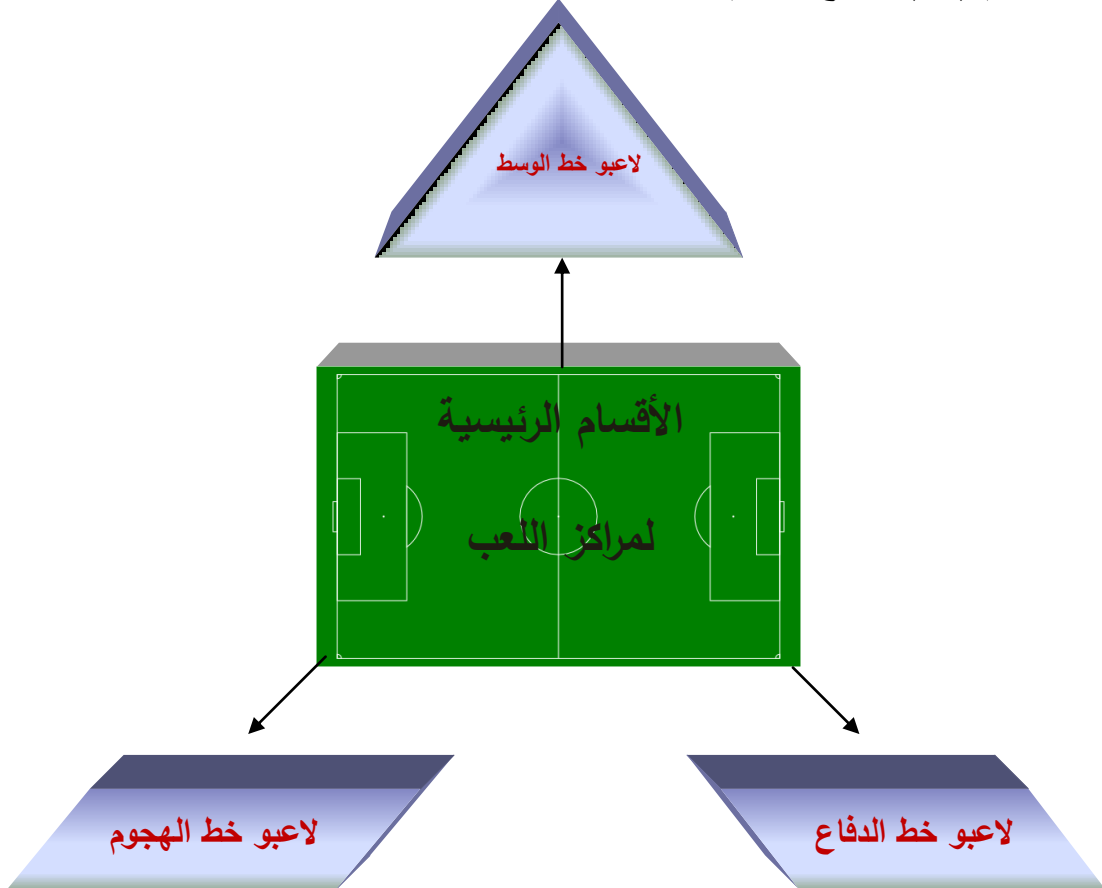 لاعبو خط الوسط
الأقسام الرئيسية
لمراكز اللعب
لاعبو خط الدفاع
لاعبو خط الهجوم